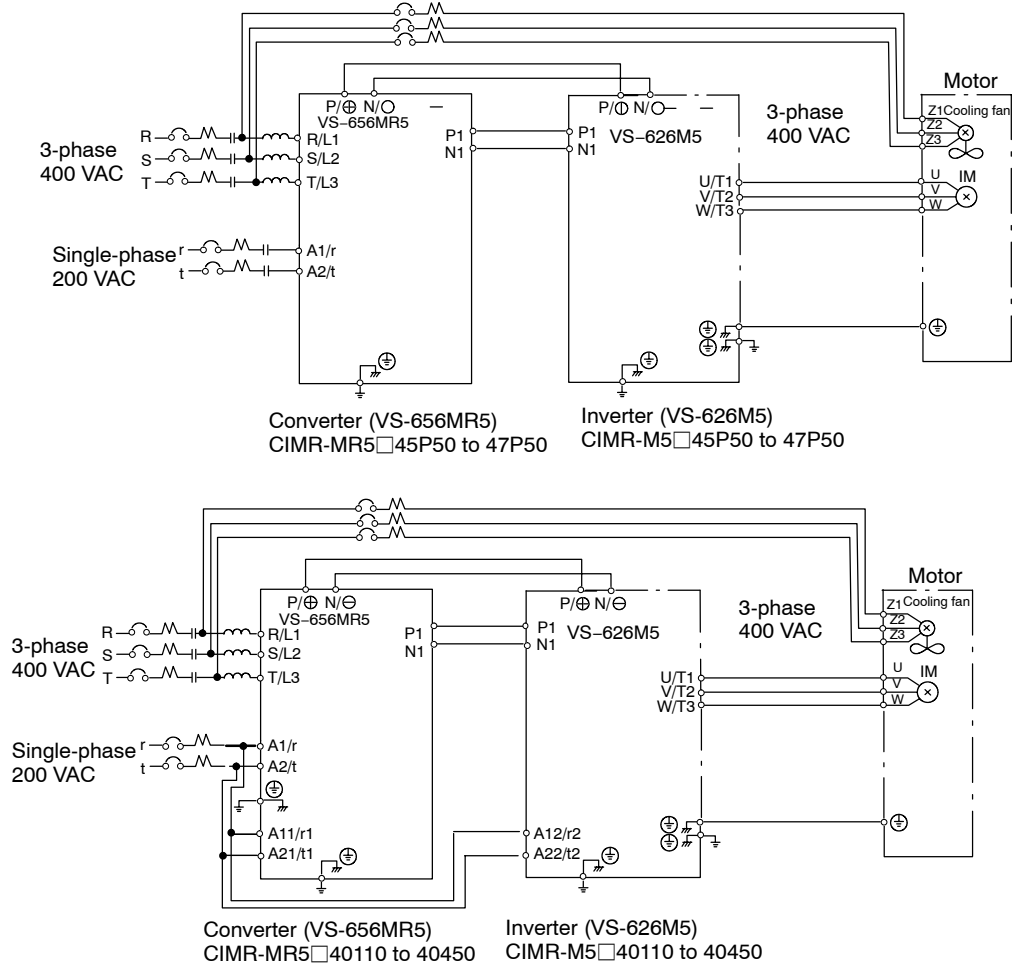 Motor
P/⊕ N/○ —
VS-656MR5
P/⏀ N/○— —
VS–626M5
3-phase
400 VAC
Z1 Cooling fan
Z2
Z3
3-phase
400 VAC
R
S
T
R/L1
S/L2
T/L3
P1
N1
P1
N1
U/T1
V/T2
W/T3
U
V
W
IM
Single-phase
200 VAC
r
t
A1/r
A2/t
Converter (VS-656MR5)
CIMR-MR5□45P50 to 47P50
Inverter (VS-626M5)
CIMR-M5□45P50 to 47P50
Motor
P/⊕ N/⊖
VS–656MR5
P/⊕ N/⊖
VS–626M5
3-phase
400 VAC
Z1 Cooling fan
Z2
Z3
3-phase
400 VAC
R
S
T
R/L1
S/L2
T/L3
P1
N1
P1
N1
U/T1
V/T2
W/T3
U
V
W
IM
Single-phase
200 VAC
r
t
A1/r
A2/t
A11/r1
A21/t1
A12/r2
A22/t2
Converter (VS-656MR5)
CIMR-MR5□40110 to 40450
Inverter (VS-626M5)
CIMR-M5□40110 to 40450